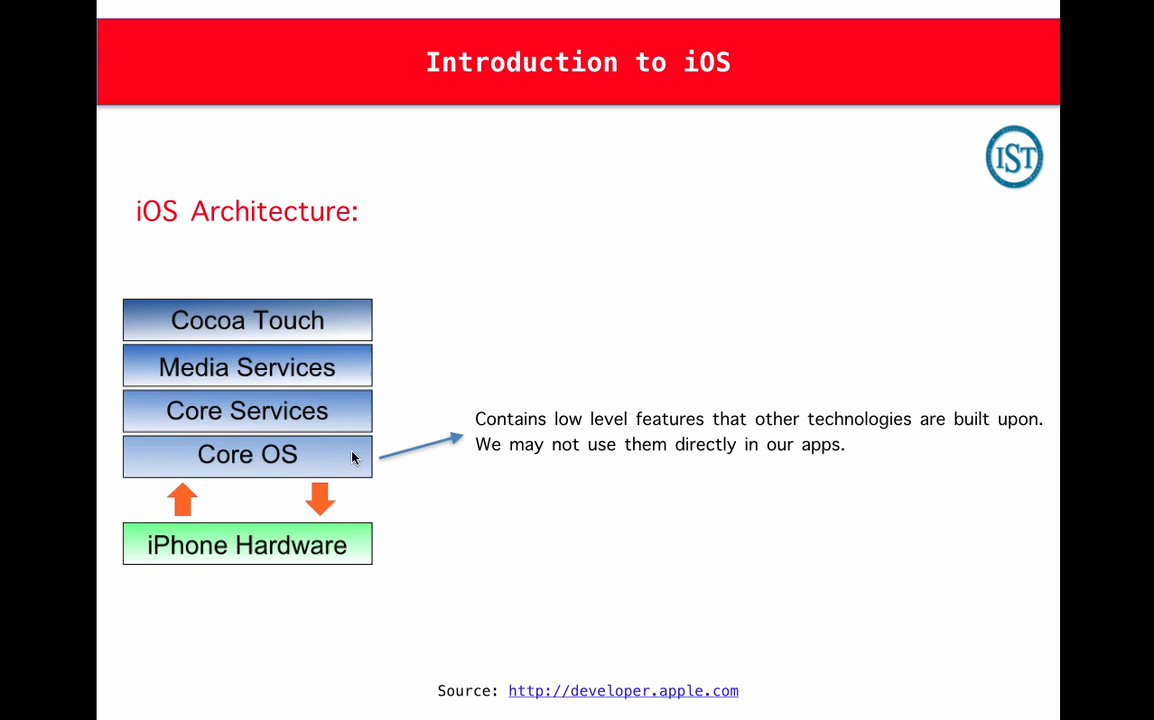 Introduction to iOS
IST
iOS Architecture:
Cocoa Touch
Media Services
Core Services
Core OS
iPhone Hardware
Contains low level features that other technologies are built upon.
We may not use them directly in our apps.
Source: http://developer.apple.com